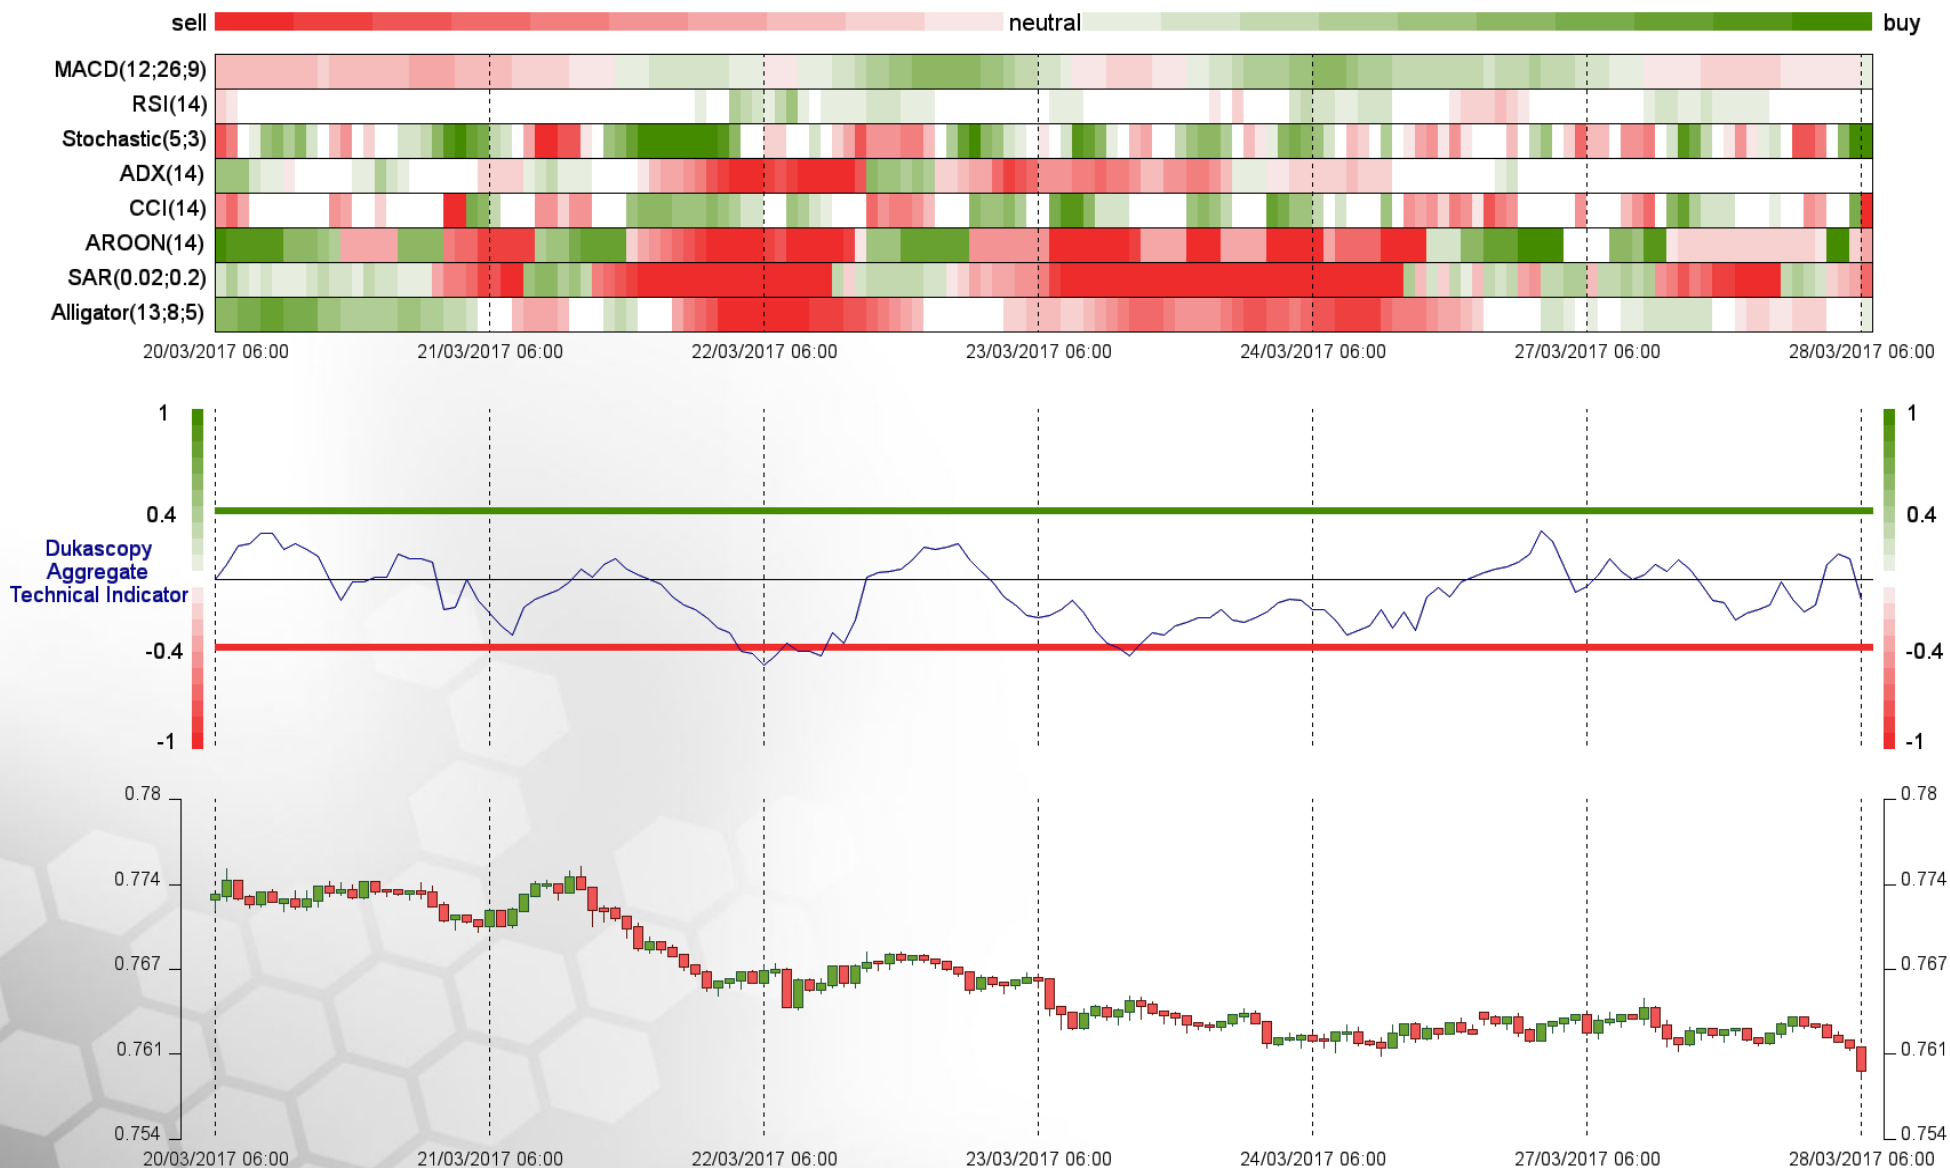 sell neutral buy
MACD(12;26;9)
RSI(14)
Stochastic(5;3)
ADX(14)
CCI(14)
AROON(14)
SAR(0.02;0.2)
Alligator(13;8;5)
20/03/2017 06:00 21/03/2017 06:00 22/03/2017 06:00 23/03/2017 06:00 24/03/2017 06:00 27/03/2017 06:00 28/03/2017 06:00
1 1
0.4 0.4
Dukascopy
Aggregate
Technical Indicator
-0.4 -0.4
-1 -1
0.78 0.78
0.774 0.774
0.767 0.767
0.761 0.761
0.754 0.754
20/03/2017 06:00 21/03/2017 06:00 22/03/2017 06:00 23/03/2017 06:00 24/03/2017 06:00 27/03/2017 06:00 28/03/2017 06:00